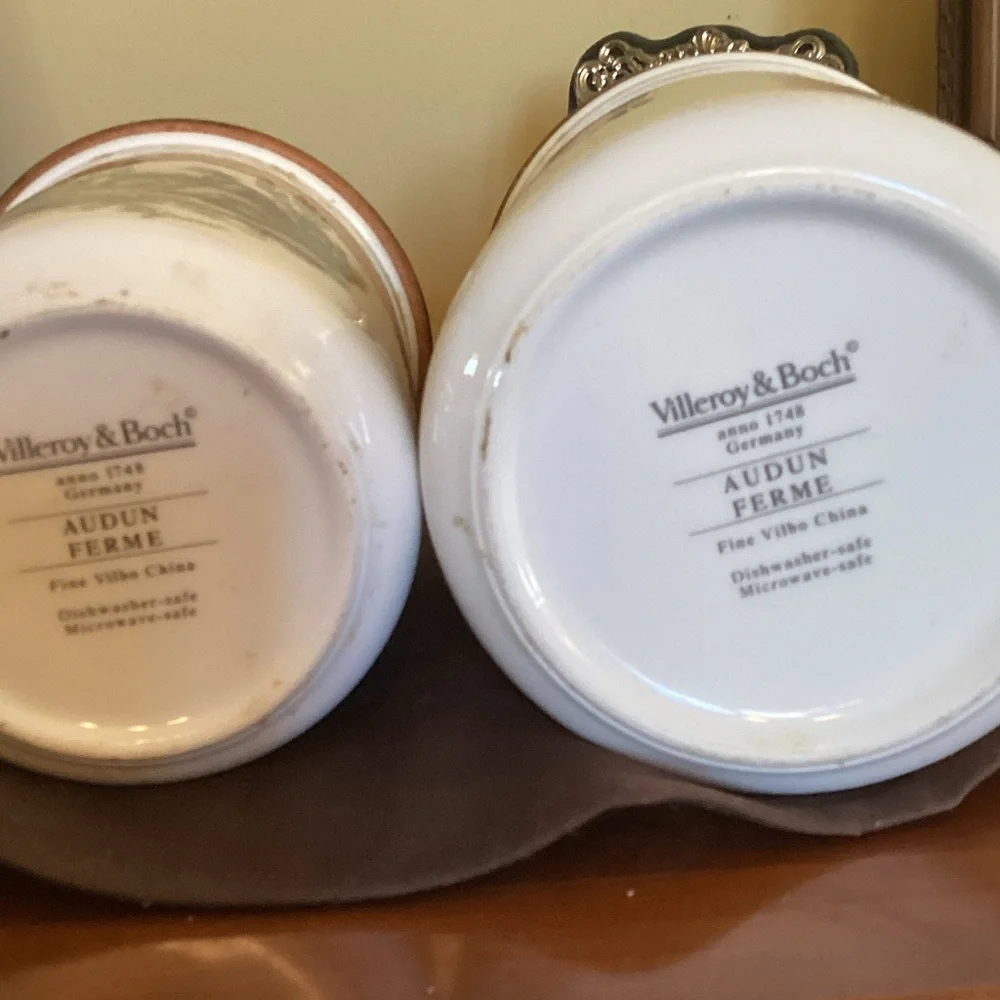 Villeroy & Boch©
anno 1748
Germany
AUDUN
FERME
Fine Vilbo China
Dishwasher-safe
Microwave-safe
Villeroy & Boch©
anno 1748
Germany
AUDUN
FERME
Fine Vilbo China
Dishwasher-safe
Microwave-safe